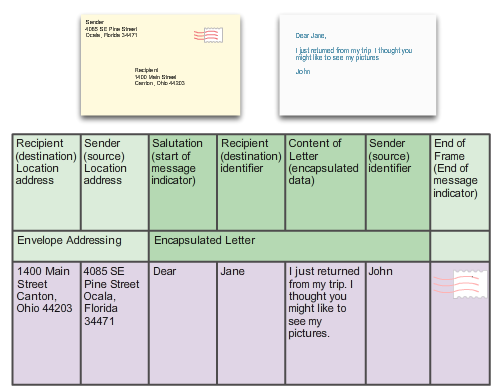 Sender
4085 SE Pine Street
Ocala, Florida 34471
Recipient
1400 Main Street
Canton, Ohio 44203
Dear Jane,
I just returned from my trip. I thought you
might like to see my pictures
John
Recipient
(destination)
Location
address
Sender
(source)
Location
address
Salutation
(start of
message
indicator)
Recipient
(destination)
identifier
Content of
Letter
(encapsulated
data)
Sender
(source)
identifier
End of
Frame
(End of
message
indicator)
Envelope Addressing
Encapsulated Letter
1400 Main
Street
Canton,
Ohio 44203
4085 SE
Pine Street
Ocala,
Florida
34471
Dear
Jane
I just returned
from my trip. I
thought you
might like to
see my
pictures.
John